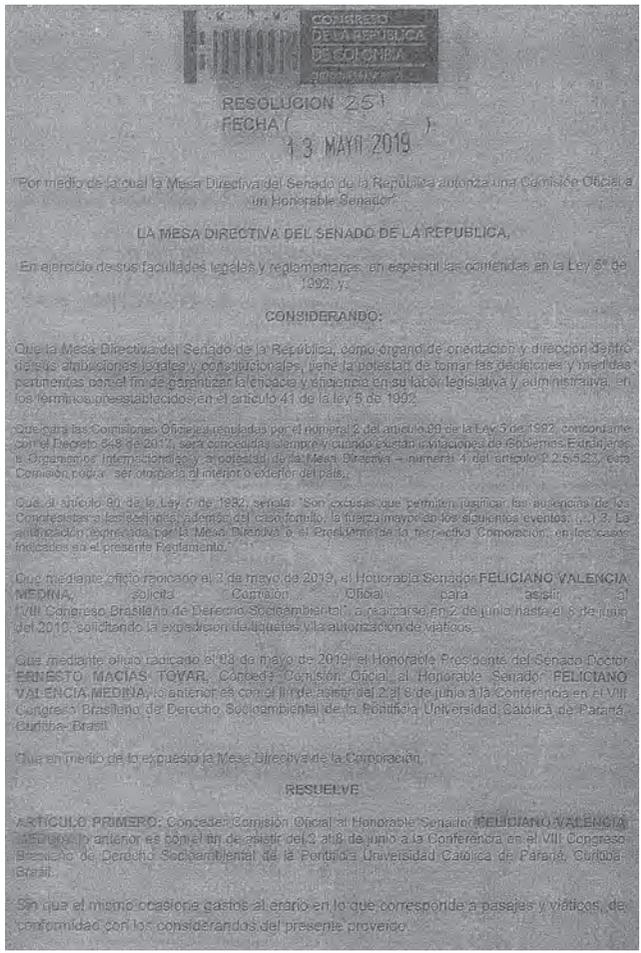 CONGRESO
DE LA REPÚBLICA
DE COLOMBIA
RESOLUCION 251
FECHA ( )
13 MAYO 2019
"Por medio de la cual la Mesa Directiva del Senado de la República autoriza una Comisión Oficial a
un Honorable Senador"
LA MESA DIRECTIVA DEL SENADO DE LA REPUBLICA,
En ejercicio de sus facultades legales y reglamentarias, en especial las contenidas en la Ley 5ª de
1992, y:
CONSIDERANDO:
Que la Mesa Directiva del Senado de la República, como órgano de orientación y dirección dentro
de sus atribuciones legales y constitucionales, tiene la potestad de tomar las decisiones y medidas
pertinentes con el fin de garantizar la eficacia y eficiencia en su labor legislativa y administrativa, en
los términos preestablecidos en el artículo 41 de la ley 5 de 1992.
Que para las Comisiones Oficiales reguladas por el numeral 2 del artículo 90 de la Ley 5 de 1992, concordante
con el Decreto 648 de 2017, será concedidas siempre y cuando existan invitaciones de Gobiernos Extranjeros
u Organismos Internacionales y a potestad de la Mesa Directiva – numeral 4 del artículo 2.2.5.5.23, esta
Comisión podrá ser otorgada al interior o exterior del país.
Que el artículo 90 de la Ley 5 de 1992, señala: "Son excusas que permiten justificar las ausencias de los
Congresistas a las sesiones, además del caso fortuito, la fuerza mayor en los siguientes eventos: (...) 3. La
autorización expresada por la Mesa Directiva o el Presidente de la respectiva Corporación, en los casos
indicados en el presente Reglamento."
Que mediante oficio radicado el 2 de mayo de 2019, el Honorable Senador FELICIANO VALENCIA
MEDINA, solicita Comisión Oficial para asistir al
"VIII Congreso Brasileño de Derecho Socioambiental", a realizarse en 2 de junio hasta el 8 de junio
del 2019, solicitando la expedición de tiquetes y la autorización de viáticos.
Que mediante oficio radicado el 08 de mayo de 2019, el Honorable Presidente del Senado Doctor
ERNESTO MACIAS TOVAR, Concede Comisión Oficial al Honorable Senador FELICIANO
VALENCIA MEDINA, lo anterior es con el fin de asistir del 2 al 8 de junio a la Conferencia en el VIII
Congreso Brasileño de Derecho Socioambiental de la Pontificia Universidad Católica de Paraná,
Curitiba- Brasil.
Que en mérito de lo expuesto la Mesa Directiva de la Corporación,
RESUELVE
ARTÍCULO PRIMERO: Conceder Comisión Oficial al Honorable Senador FELICIANO VALENCIA
MEDINA, lo anterior es con el fin de asistir del 2 al 8 de junio a la Conferencia en el VIII Congreso
Brasileño de Derecho Socioambiental de la Pontificia Universidad Católica de Paraná, Curitiba-
Brasil.
Sin que el mismo ocasione gastos al erario en lo que corresponde a pasajes y viáticos, de
conformidad con los considerandos del presente proveído.